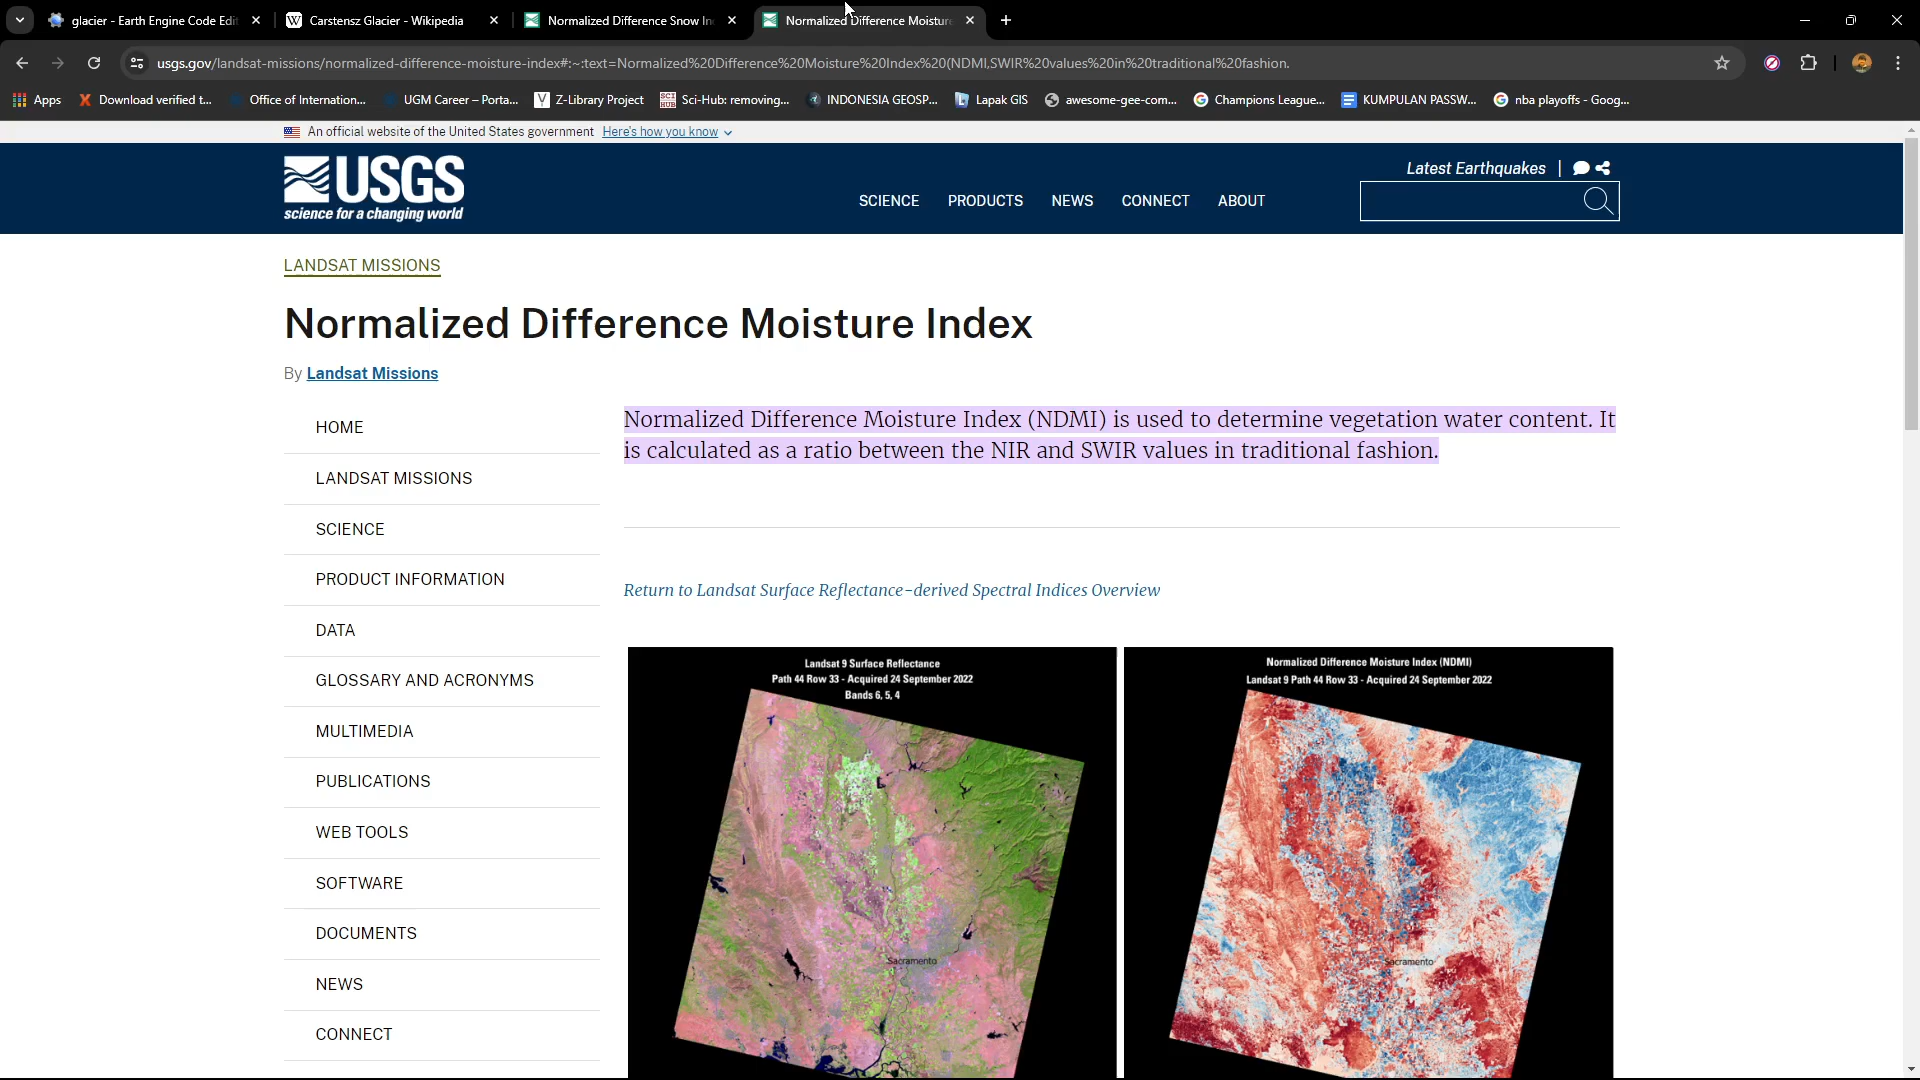 glacier - Earth Engine Code Edit
Carstensz Glacier - Wikipedia
Normalized Difference Snow In
Normalized Difference Moisture
usgs.gov/landsat-missions/normalized-difference-moisture-index#:~:text=Normalized%20Difference%20Moisture%20Index%20(NDMI,SWIR%20values%20in%20traditional%20fashion.
Apps
Download verified t...
Office of Internation...
UGM Career – Porta...
Z-Library Project
Sci-Hub: removing...
INDONESIA GEOSP...
Lapak GIS
awesome-gee-com...
Champions League...
KUMPULAN PASSW...
nba playoffs - Goog...
An official website of the United States government Here's how you know
USGS
science for a changing world
SCIENCE
PRODUCTS
NEWS
CONNECT
ABOUT
Latest Earthquakes |
LANDSAT MISSIONS
Normalized Difference Moisture Index
By Landsat Missions
HOME
LANDSAT MISSIONS
SCIENCE
PRODUCT INFORMATION
DATA
GLOSSARY AND ACRONYMS
MULTIMEDIA
PUBLICATIONS
WEB TOOLS
SOFTWARE
DOCUMENTS
NEWS
CONNECT
Normalized Difference Moisture Index (NDMI) is used to determine vegetation water content. It
is calculated as a ratio between the NIR and SWIR values in traditional fashion.
Return to Landsat Surface Reflectance-derived Spectral Indices Overview
Landsat 9 Surface Reflectance
Path 44 Row 33 - Acquired 24 September 2022
Bands 6, 5, 4
Sacramento
Normalized Difference Moisture Index (NDMI)
Landsat 9 Path 44 Row 33 - Acquired 24 September 2022
Sacramento